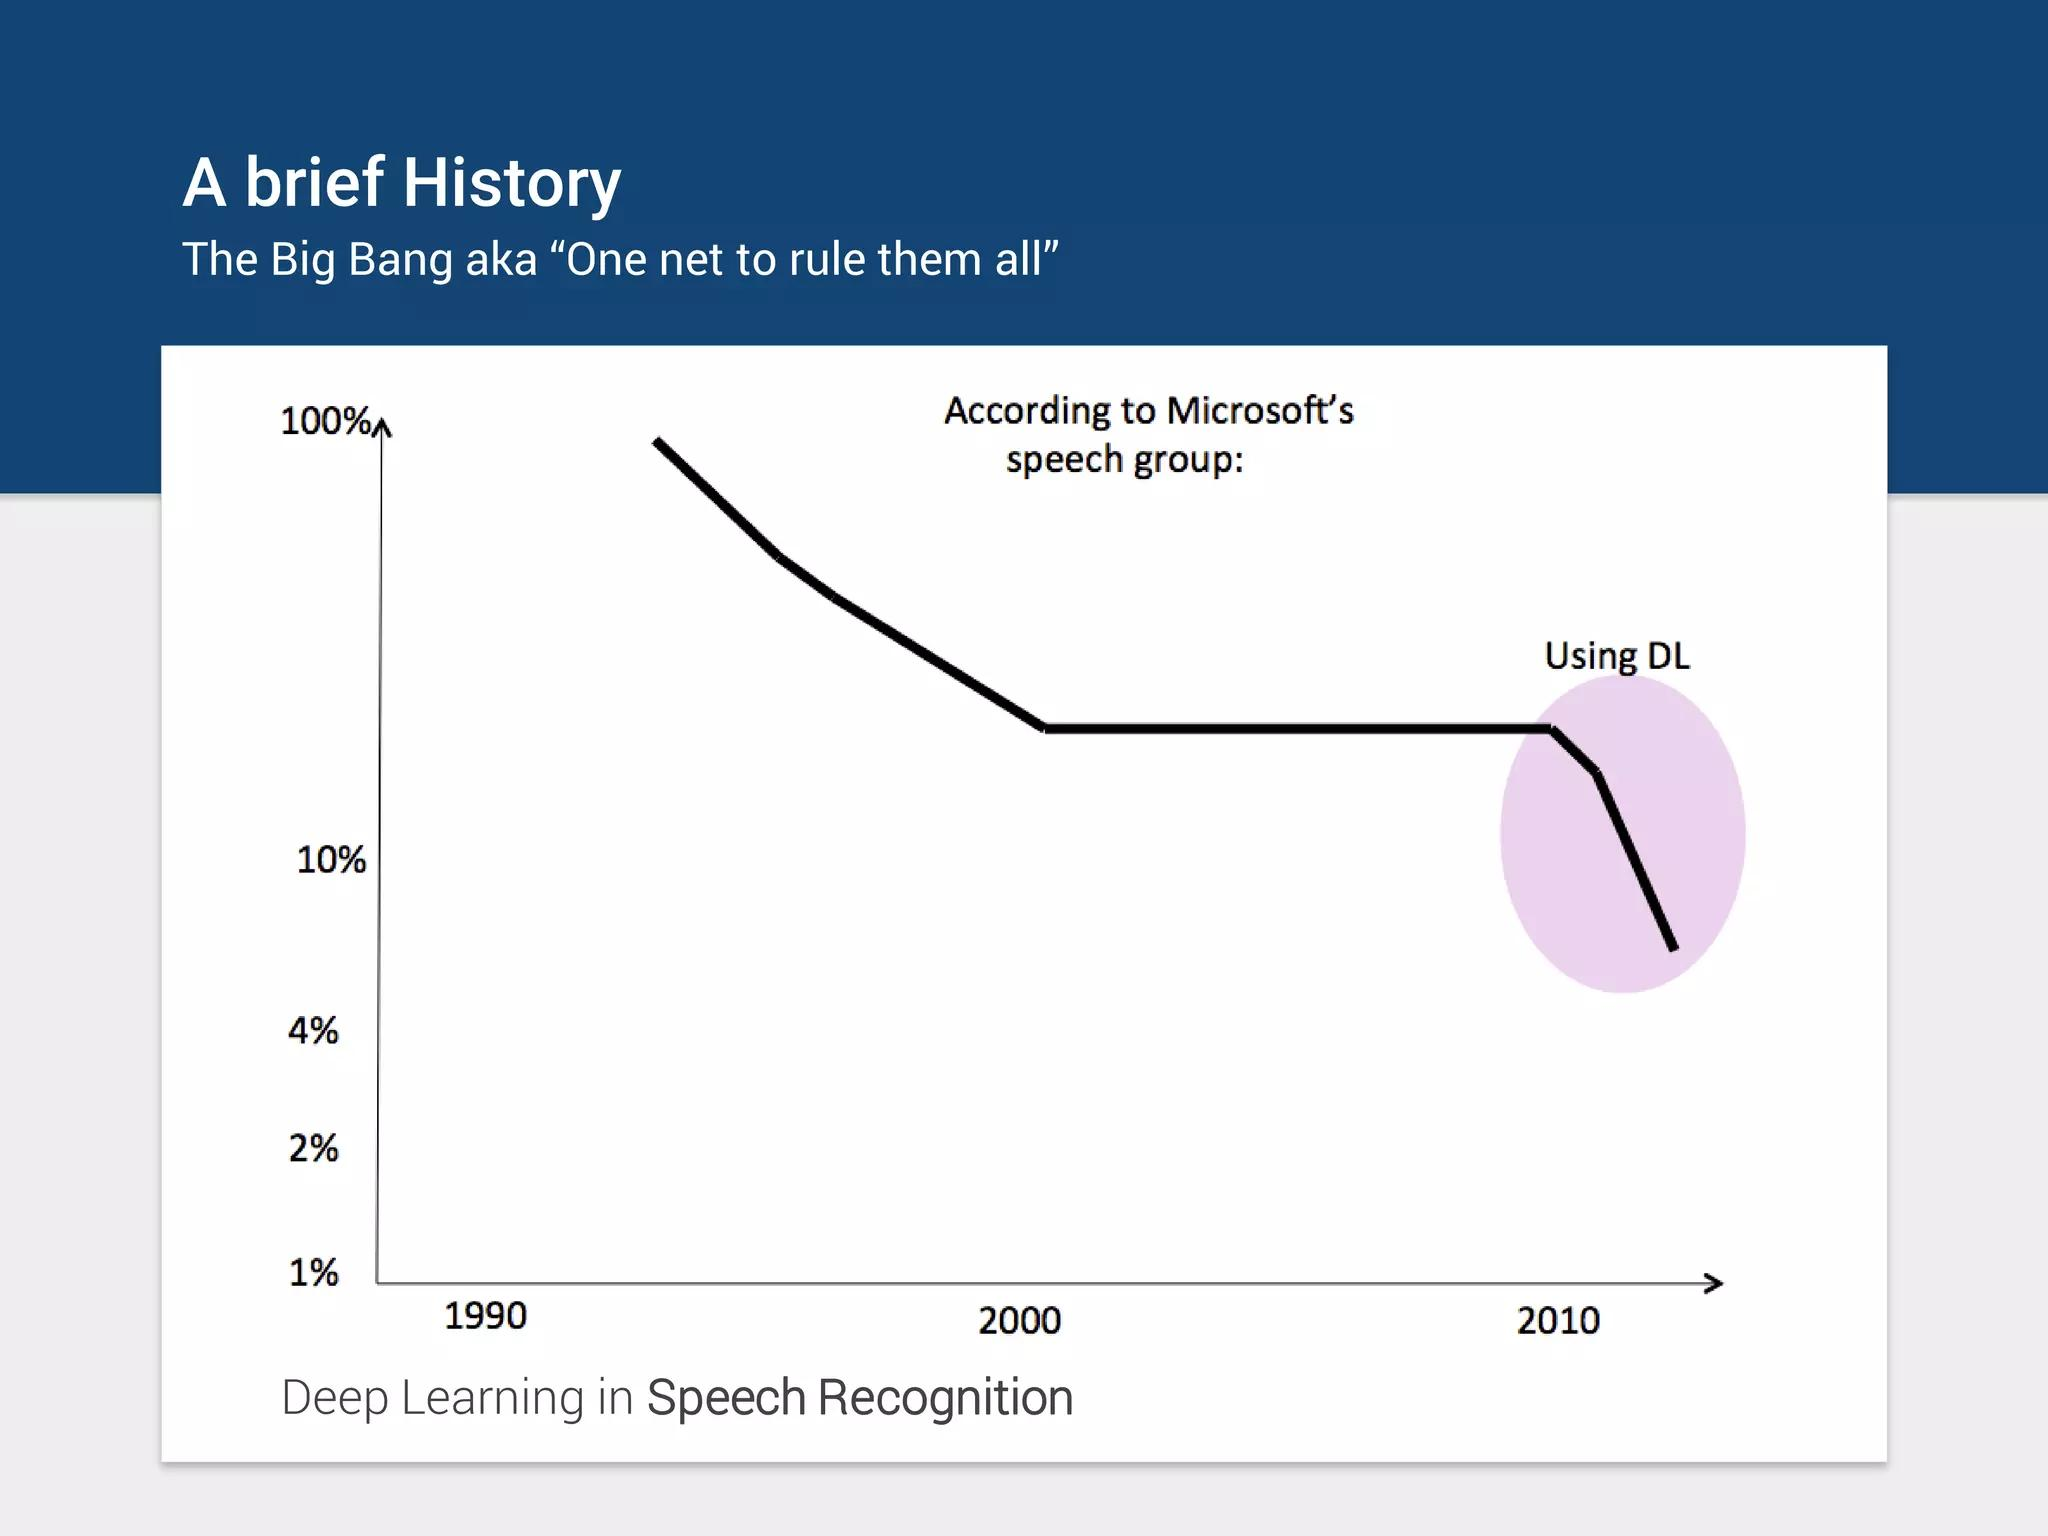 A brief History
The Big Bang aka “One net to rule them all”
According to Microsoft’s
speech group:
100%
Using DL
10%
4%
2%
1%
1990
2000
2010
Deep Learning in Speech Recognition